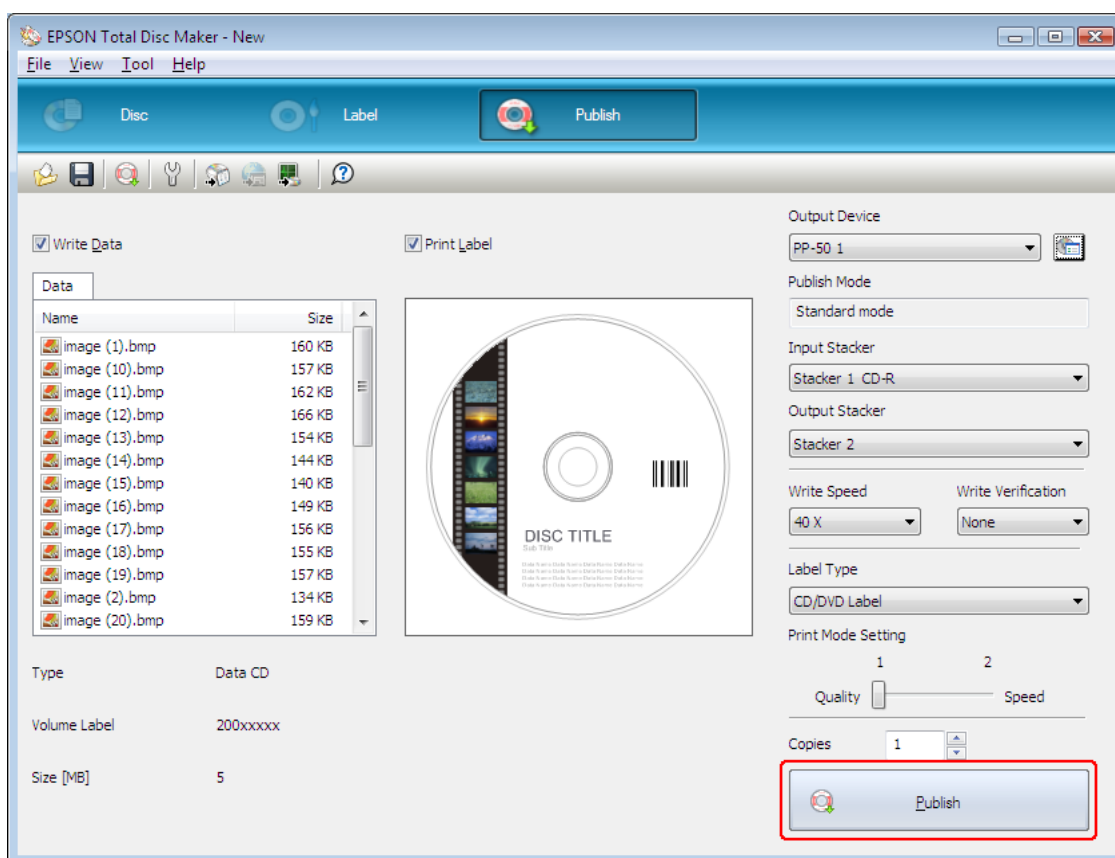 EPSON Total Disc Maker - New
File View Tool Help
Disc Label Publish
Write Data
Print Label
Data
Name Size
image (1).bmp 160 KB
image (10).bmp 157 KB
image (11).bmp 162 KB
image (12).bmp 166 KB
image (13).bmp 154 KB
image (14).bmp 144 KB
image (15).bmp 140 KB
image (16).bmp 149 KB
image (17).bmp 156 KB
image (18).bmp 155 KB
image (19).bmp 157 KB
image (2).bmp 134 KB
image (20).bmp 159 KB
Type Data CD
Volume Label 200xxxxx
Size [MB] 5
DISC TITLE
Sub Title
Output Device
PP-50 1
Publish Mode
Standard mode
Input Stacker
Stacker 1 CD-R
Output Stacker
Stacker 2
Write Speed Write Verification
40 X None
Label Type
CD/DVD Label
Print Mode Setting
1 2
Quality Speed
Copies 1
Publish